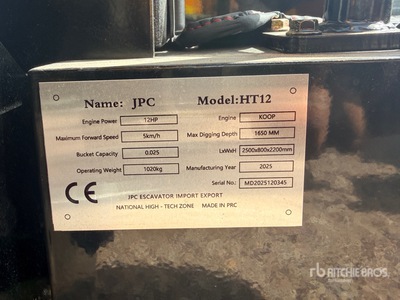 Name: JPC Model:HT12
Engine Power 12HP Engine KOOP
Maximum Forward Speed 5km/h Max Digging Depth 1650 MM
Bucket Capacity 0.025 LxWxH 2500x800x2200mm
Operating Weight 1020kg Manufacturing Year 2025
Serial No.: MD2025120345
CE
JPC ESCAVATOR IMPORT EXPORT
NATIONAL HIGH - TECH ZONE MADE IN PRC
rb RITCHIE BROS.